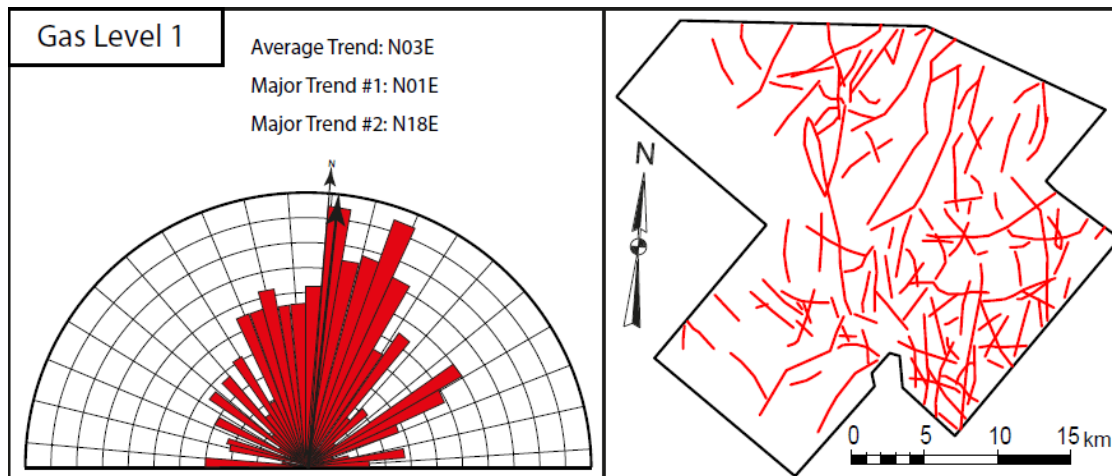 Gas Level 1
Average Trend: N03E
Major Trend #1: N01E
Major Trend #2: N18E
N
N
0 5 10 15 km